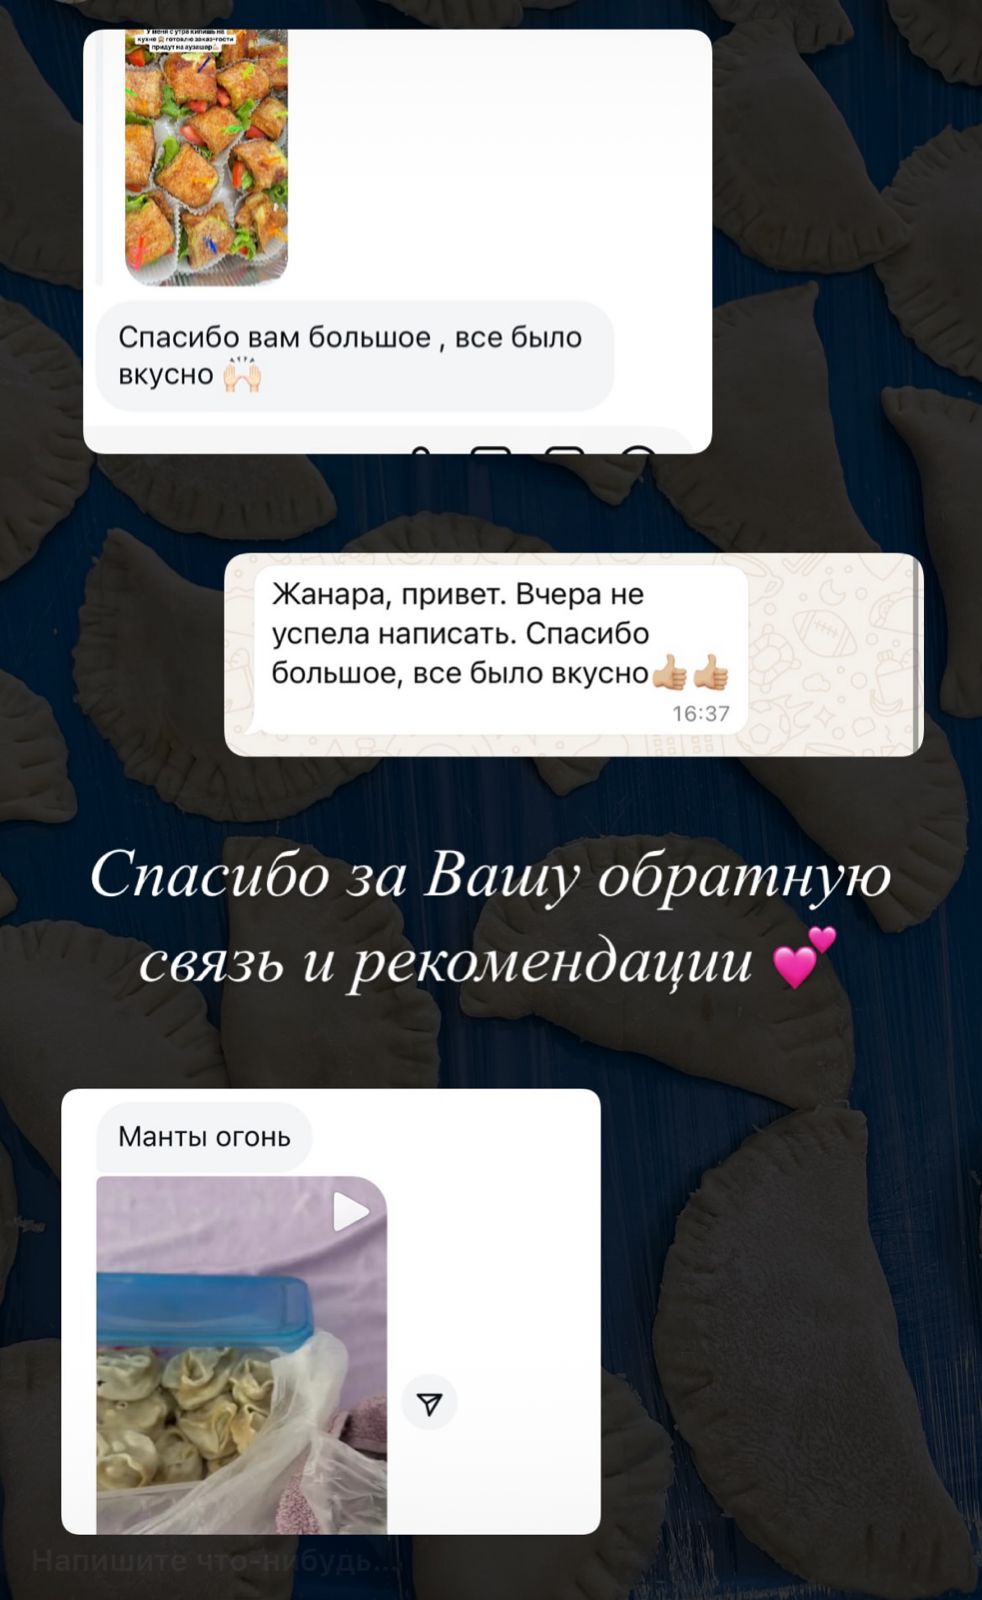 У меня с утра кипишь на
кухне 🙊 готовлю заказ-гости
придут на аузашар🙏🏻
Спасибо вам большое , все было
вкусно 🙌🏻
Жанара, привет. Вчера не
успела написать. Спасибо
большое, все было вкусно👍🏼👍🏼
16:37
Спасибо за Вашу обратную
связь и рекомендации 💕
Манты огонь
Напишите что-нибудь...